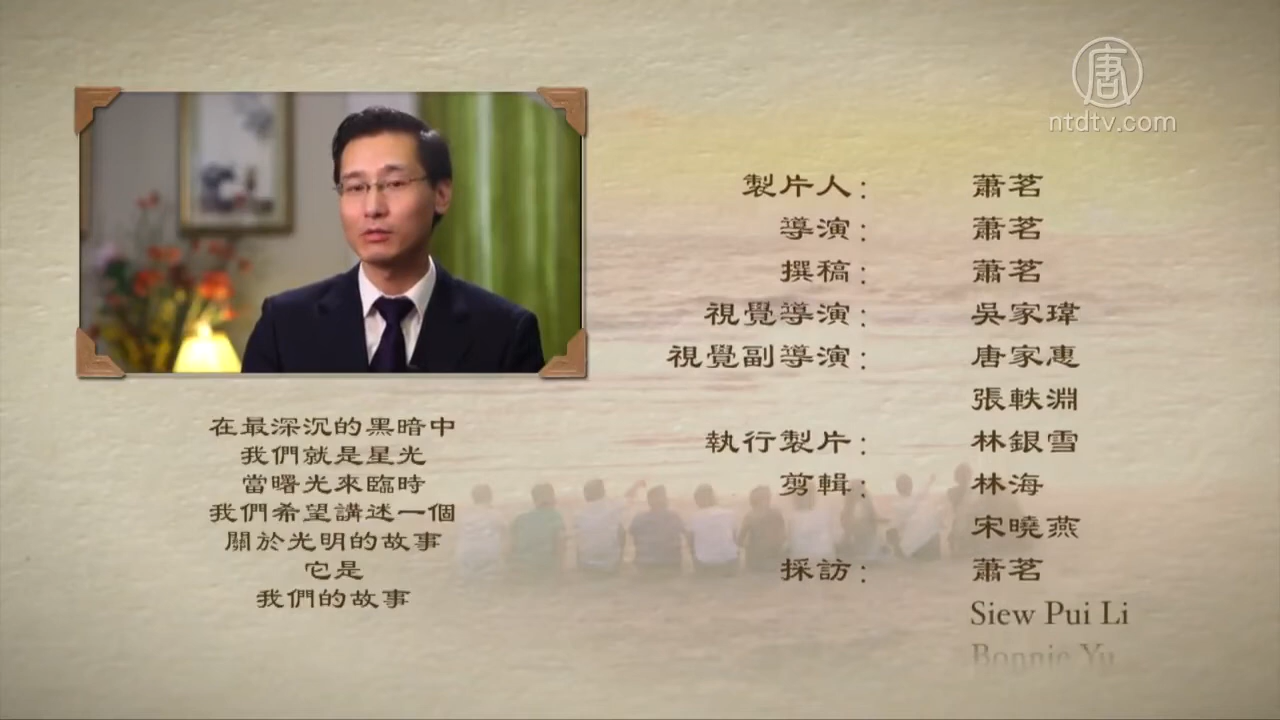 唐
ntdtv.com
製片人： 蕭茗
導演： 蕭茗
撰稿： 蕭茗
視覺導演： 吳家瑋
視覺副導演： 唐家惠
張軼淵
執行製片： 林銀雪
剪輯： 林海
宋曉燕
採訪： 蕭茗
Siew Pui Li
Bonnie Yu
在最深沉的黑暗中
我們就是星光
當曙光來臨時
我們希望講述一個
關於光明的故事
它是
我們的故事